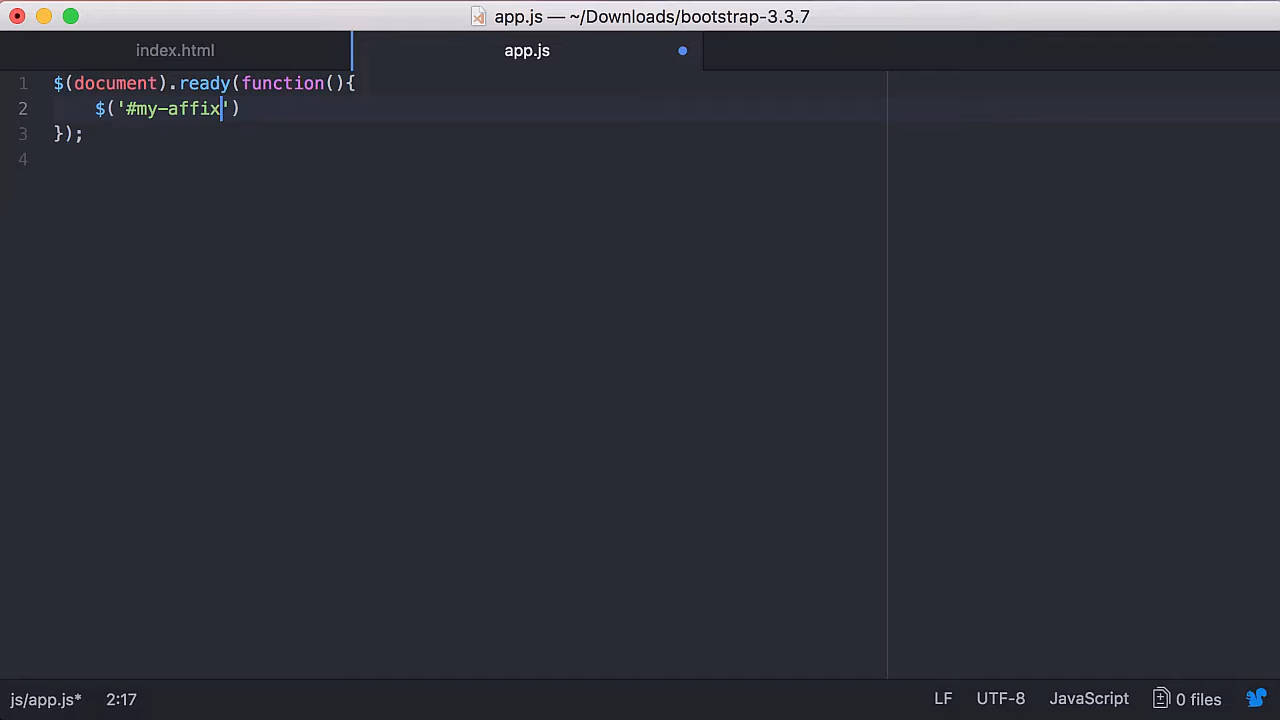 app.js — ~/Downloads/bootstrap-3.3.7
index.html app.js
1 $(document).ready(function(){
2 $('#my-affix')
3 });
4
js/app.js* 2:17 LF UTF-8 JavaScript 0 files